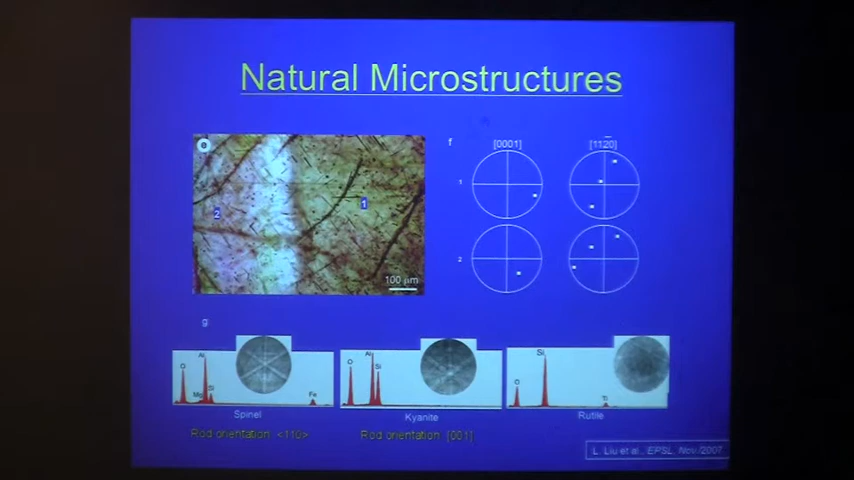 Natural Microstructures
e
f
[0001]
[1120]
1
2
1
2
100 µm
g
O
Al
Mg
Si
Fe
O
Al
Si
O
Si
Ti
Spinel
Kyanite
Rutile
Rod orientation: <110>
Rod orientation: [001]
L. Liu et al., EPSL, Nov./2007